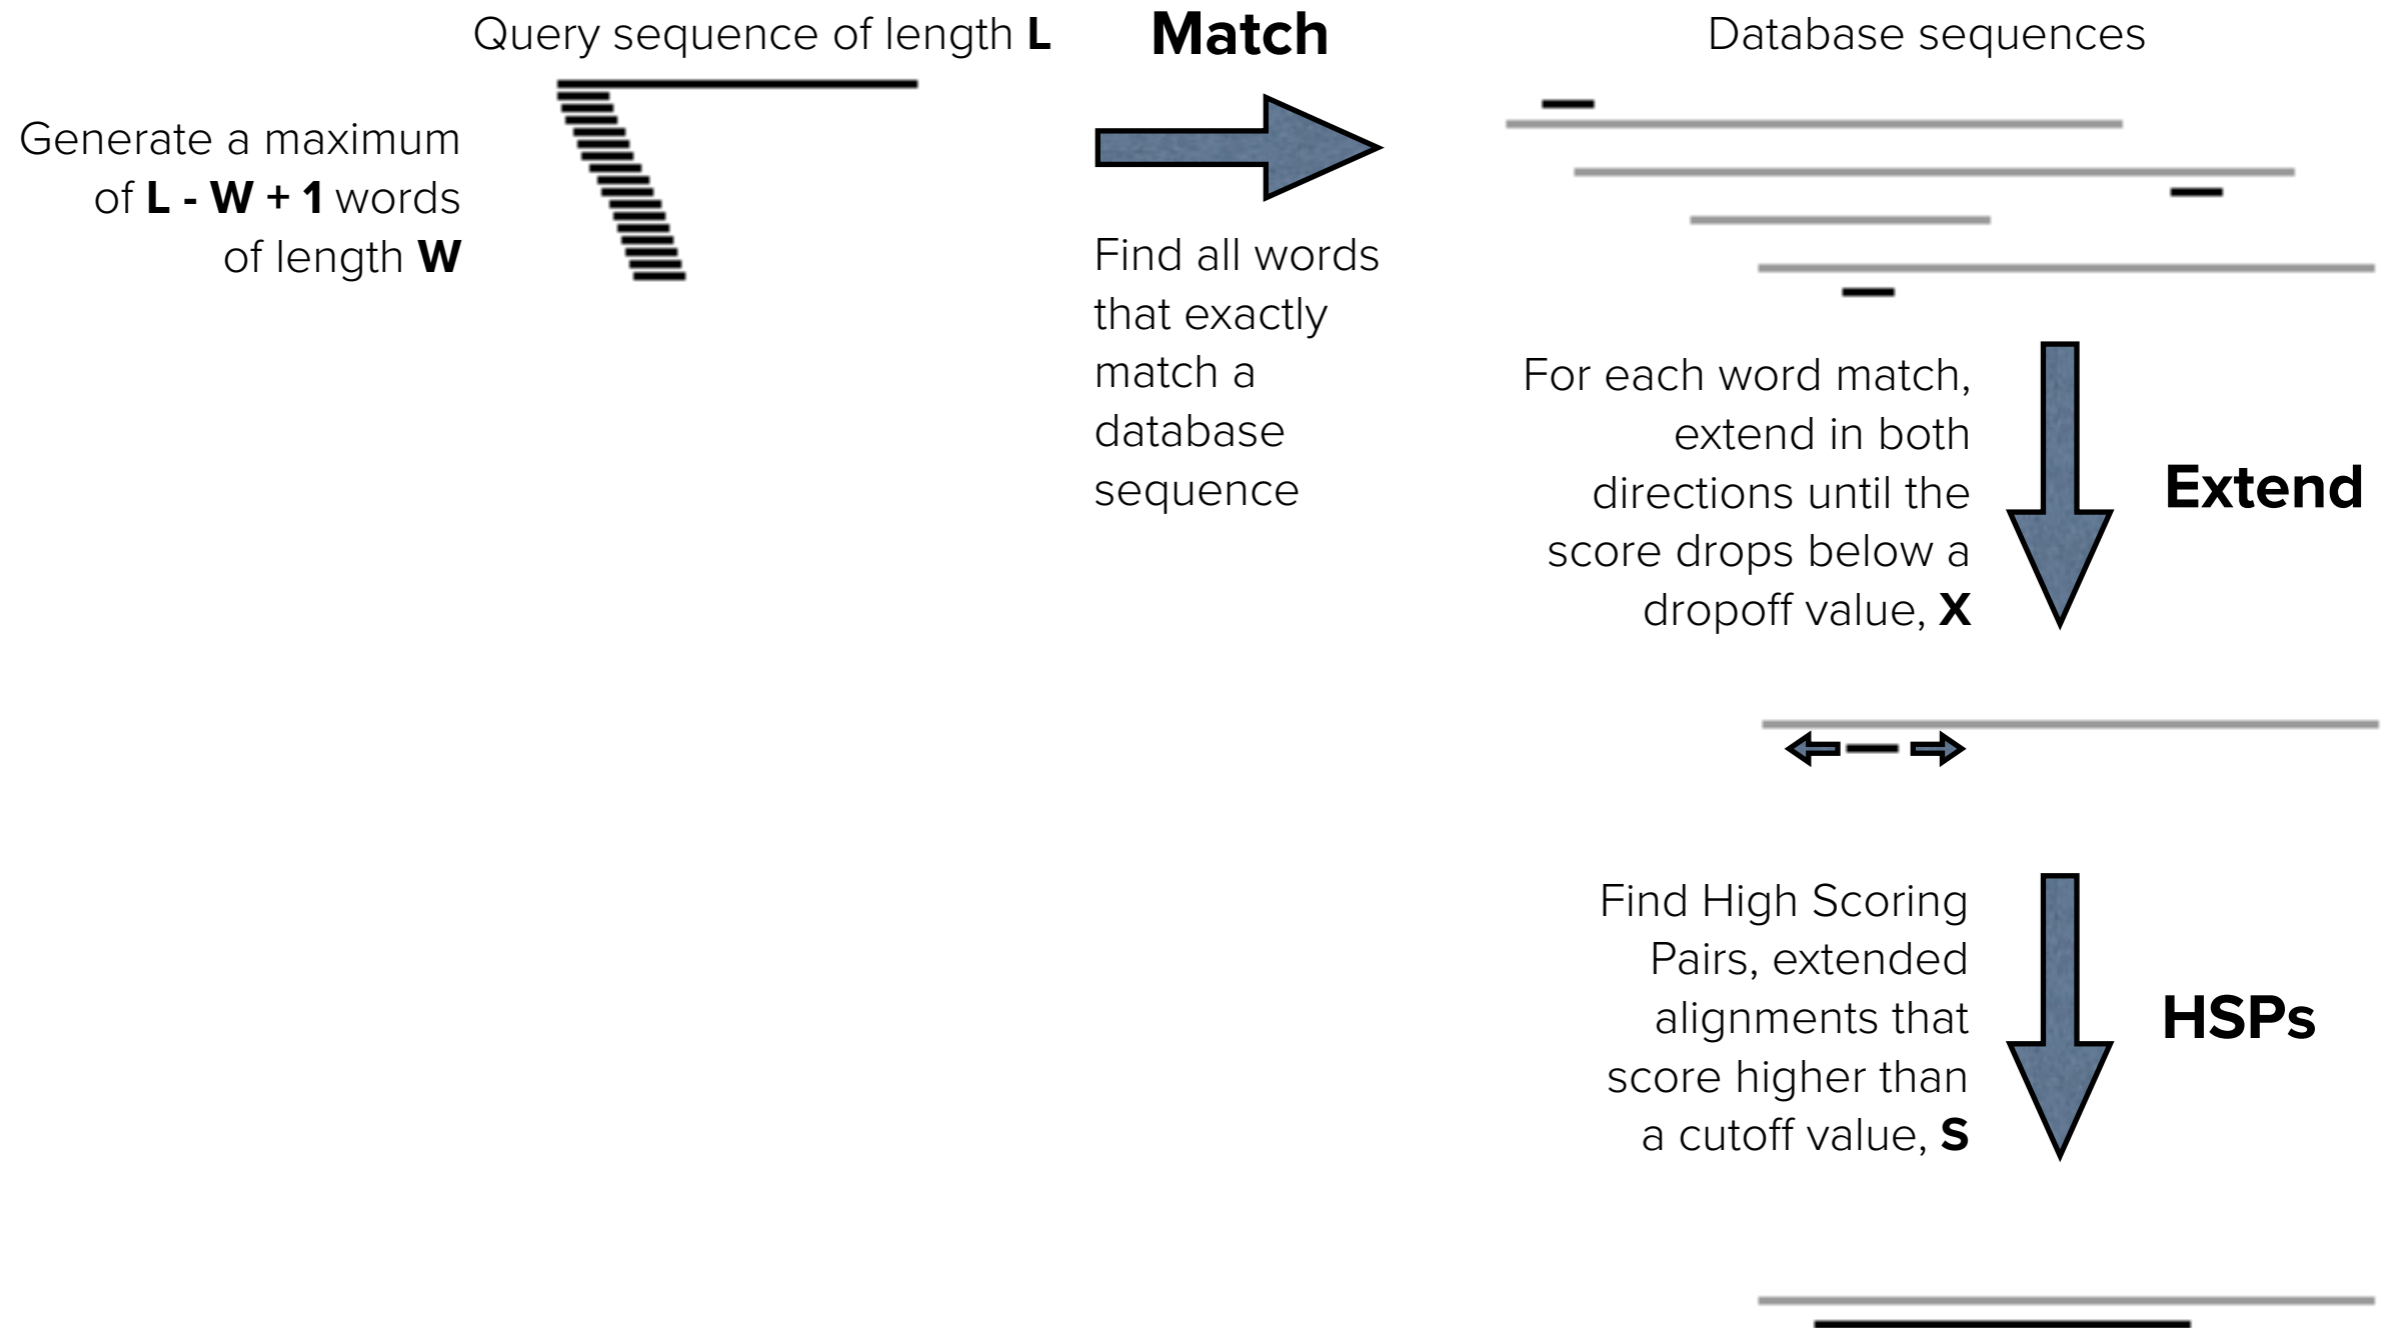 Query sequence of length L
Match
Database sequences
Generate a maximum
of L - W + 1 words
of length W
Find all words
that exactly
match a
database
sequence
For each word match,
extend in both
directions until the
score drops below a
dropoff value, X
Extend
Find High Scoring
Pairs, extended
alignments that
score higher than
a cutoff value, S
HSPs